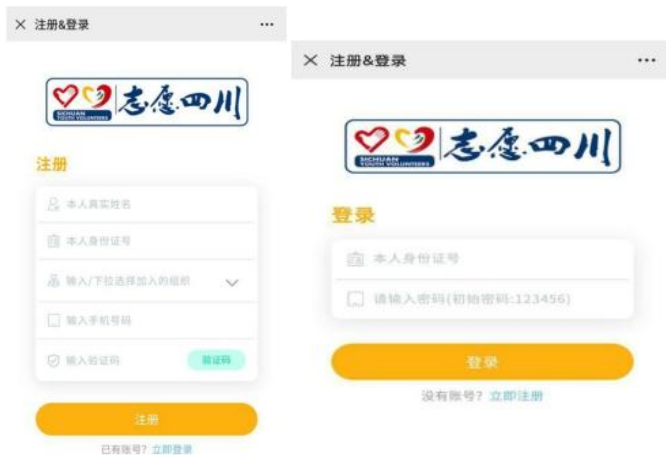 注册&登录
SICHUAN
YOUTH VOLUNTEERS
志愿四川
注册
本人真实姓名
本人身份证号
输入/下拉选择加入的组织
输入手机号码
输入验证码
验证码
注册
已有账号? 立即登录
注册&登录
SICHUAN
YOUTH VOLUNTEERS
志愿四川
登录
本人身份证号
请输入密码(初始密码:123456)
登录
没有账号? 立即注册